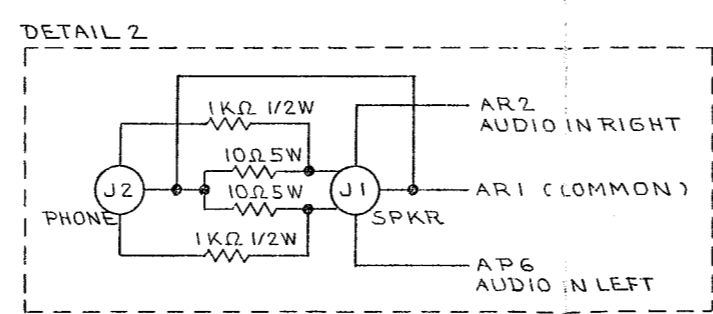 DETAIL 2
1KΩ 1/2W
AR2
AUDIO IN RIGHT
10Ω 5W
J2
10Ω 5W
J1
AR1 (COMMON)
PHONE
SPKR
1KΩ 1/2W
AP6
AUDIO IN LEFT